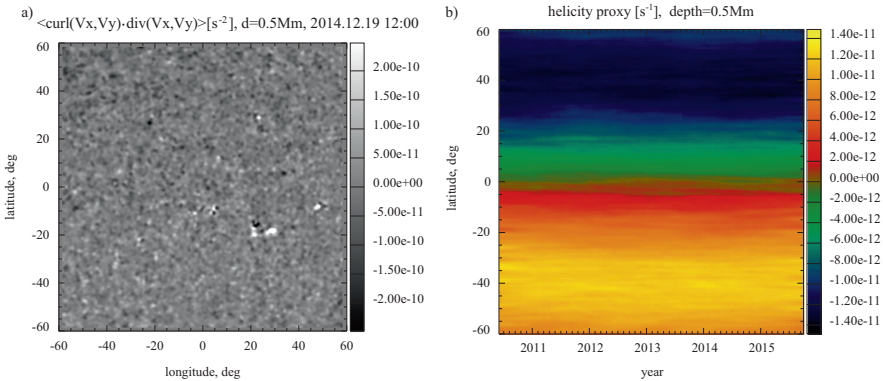 a) <curl(Vx,Vy)·div(Vx,Vy)>[s⁻²], d=0.5Mm, 2014.12.19 12:00
60
40
20
0
-20
-40
-60
latitude, deg
-60 -40 -20 0 20 40 60
longitude, deg
2.00e-10
1.50e-10
1.00e-10
5.00e-11
0.00e+00
-5.00e-11
-1.00e-10
-1.50e-10
-2.00e-10
b) helicity proxy [s⁻¹], depth=0.5Mm
60
40
20
0
-20
-40
-60
latitude, deg
2011 2012 2013 2014 2015
year
1.40e-11
1.20e-11
1.00e-11
8.00e-12
6.00e-12
4.00e-12
2.00e-12
0.00e+00
-2.00e-12
-4.00e-12
-6.00e-12
-8.00e-12
-1.00e-11
-1.20e-11
-1.40e-11